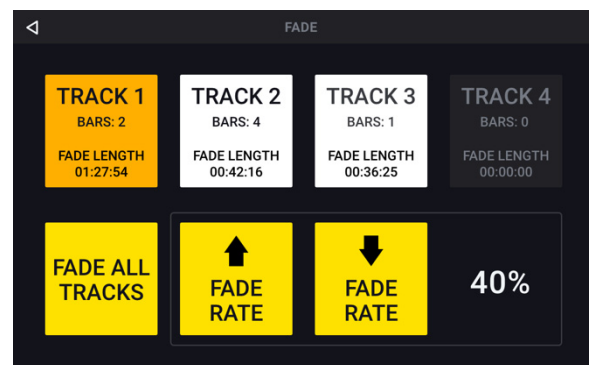 FADE
TRACK 1
BARS: 2
FADE LENGTH
01:27:54
TRACK 2
BARS: 4
FADE LENGTH
00:42:16
TRACK 3
BARS: 1
FADE LENGTH
00:36:25
TRACK 4
BARS: 0
FADE LENGTH
00:00:00
FADE ALL
TRACKS
FADE
RATE
FADE
RATE
40%